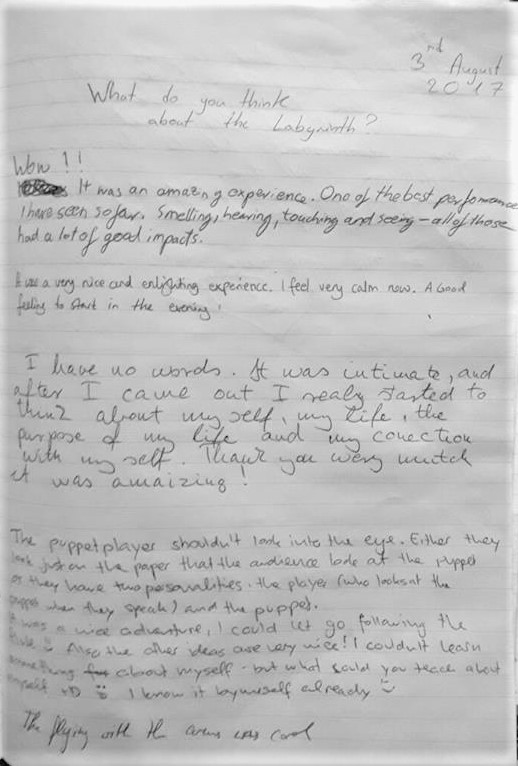 3rd August
2017
What do you think
about the Labyrinth?
Wow !!
It was an amazing experience. One of the best performance
I have seen so far. Smelling, hearing, touching and seeing - all of those
had a lot of good impacts.
It was a very nice and enlighting experience. I feel very calm now. A Good
feeling to start in the evening!
I have no words. It was intimate, and
after I came out I realy started to
think about my self, my life, the
purpose of my life and my conection
with my self. Thank you wery mutch
it was amaizing!
The puppetplayer shouldn't look into the eye. Either they
look just on the paper that the audience look at the puppet
or they have two personalities. the player (who looks at the
puppet when they speak) and the puppet.
It was a nice adventure, I could let go following the
Also the other ideas are very nice! I couldn't learn
something about myself - but what could you teach about
myself I know it by myself already
The flying with the arms was cool